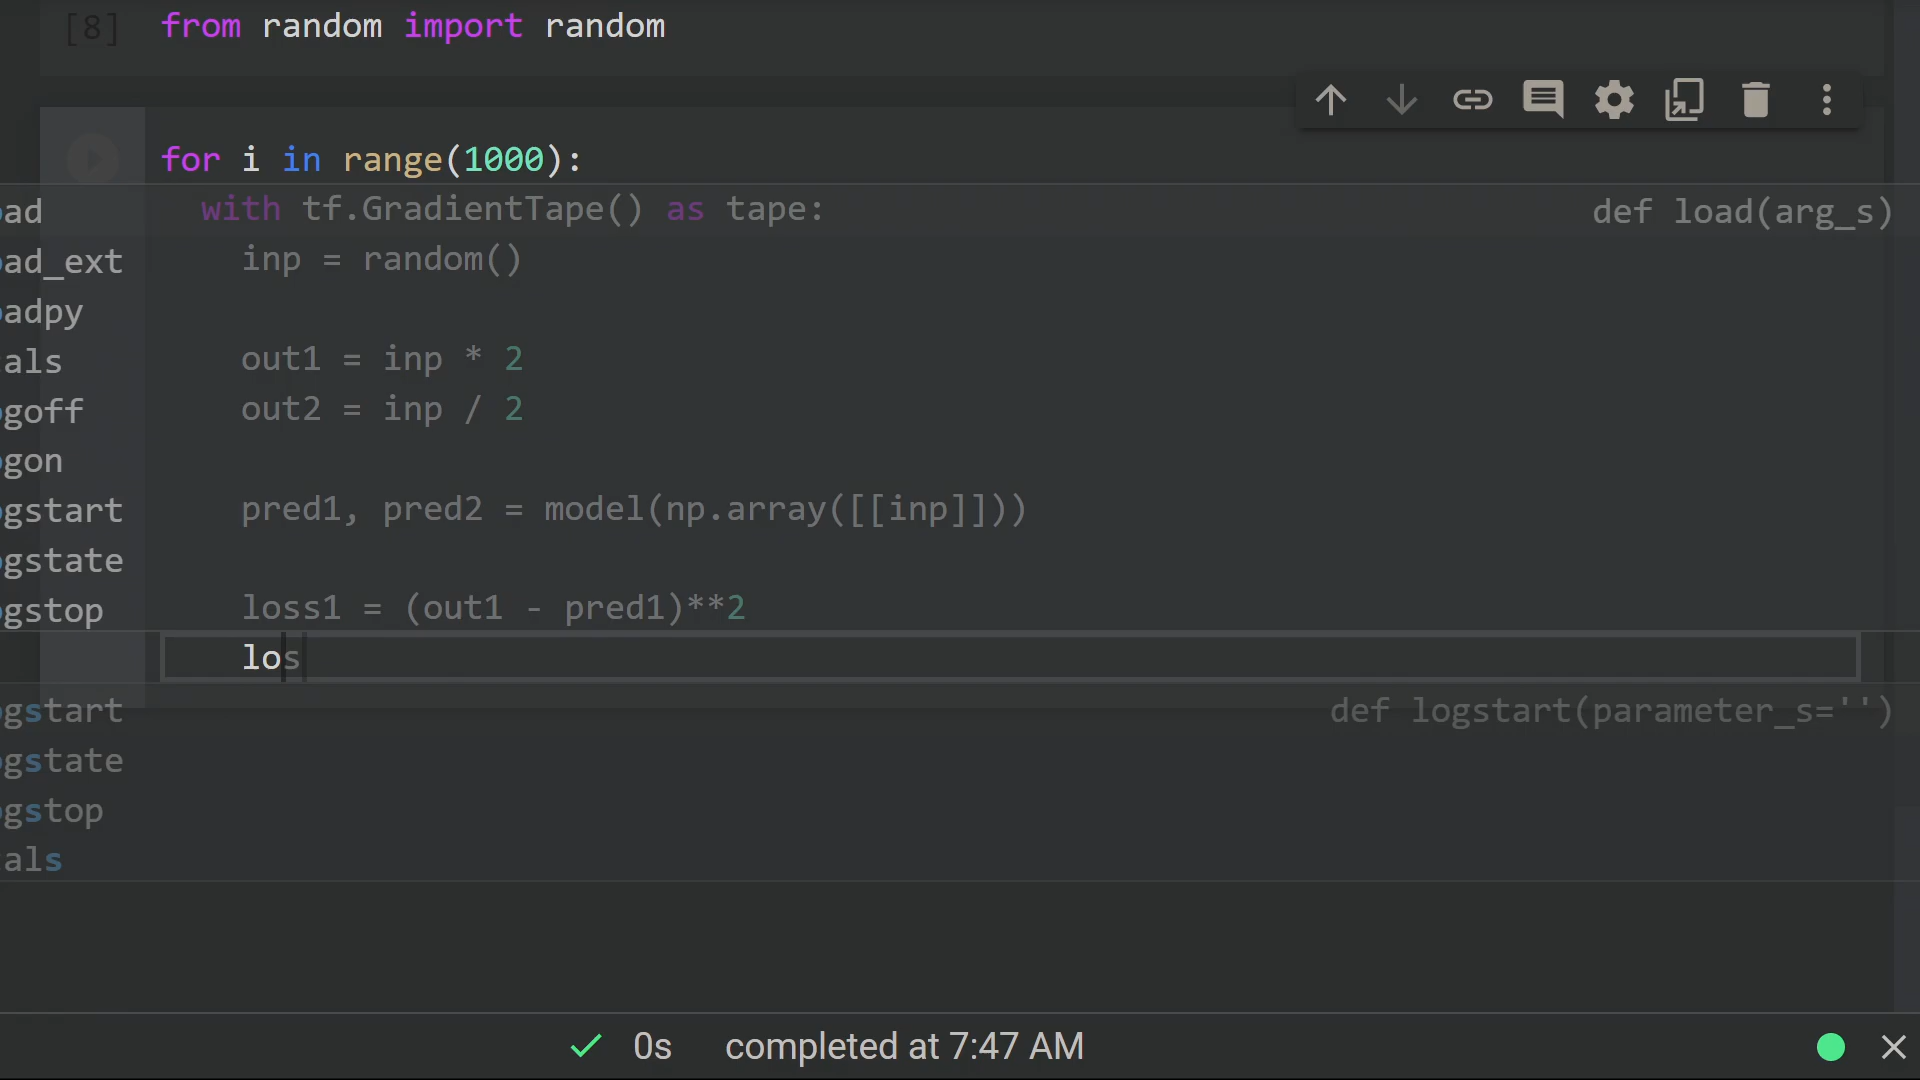 [8] from random import random
for i in range(1000):
with tf.GradientTape() as tape:
def load(arg_s)
inp = random()
out1 = inp * 2
out2 = inp / 2
pred1, pred2 = model(np.array([[inp]]))
loss1 = (out1 - pred1)**2
los
ad
ad_ext
adpy
als
goff
gon
gstart
gstate
gstop
gstart
def logstart(parameter_s='')
gstate
gstop
als
0s completed at 7:47 AM